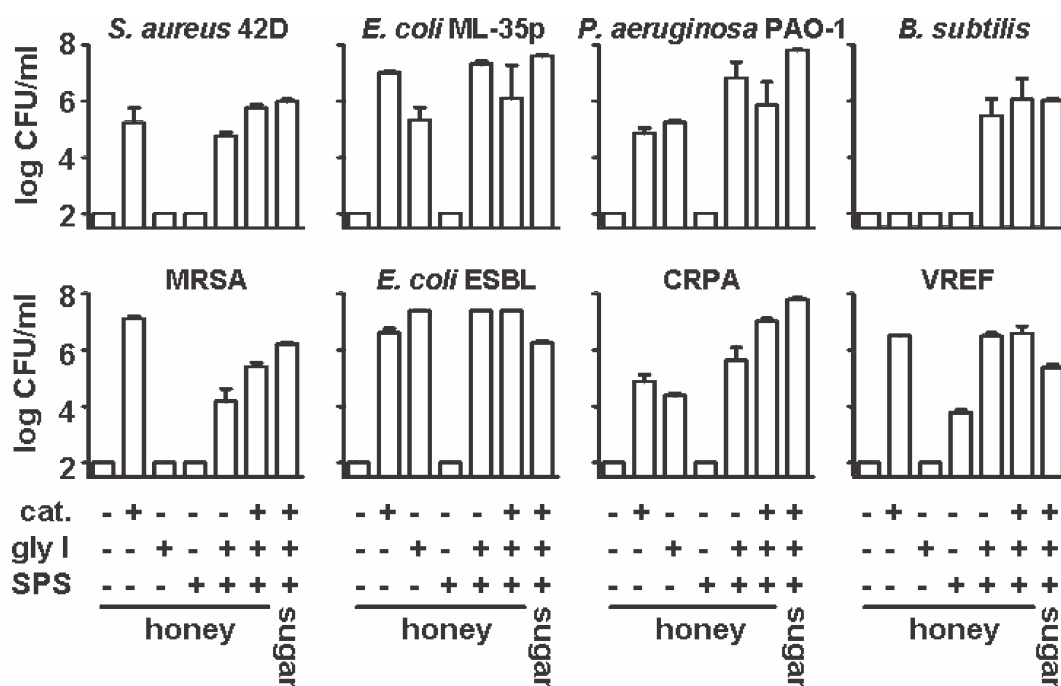 S. aureus 42D E. coli ML-35p P. aeruginosa PAO-1 B. subtilis
log CFU/ml
8
6
4
2
MRSA E. coli ESBL CRPA VREF
log CFU/ml
8
6
4
2
cat. - + - - - + + - + - - - + + - + - - - + + - + - - - + +
gly I - - + - + + + - - + - + + + - - + - + + + - - + - + + +
SPS - - - + + + + - - - + + + + - - - + + + + - - - + + + +
honey sugar honey sugar honey sugar honey sugar